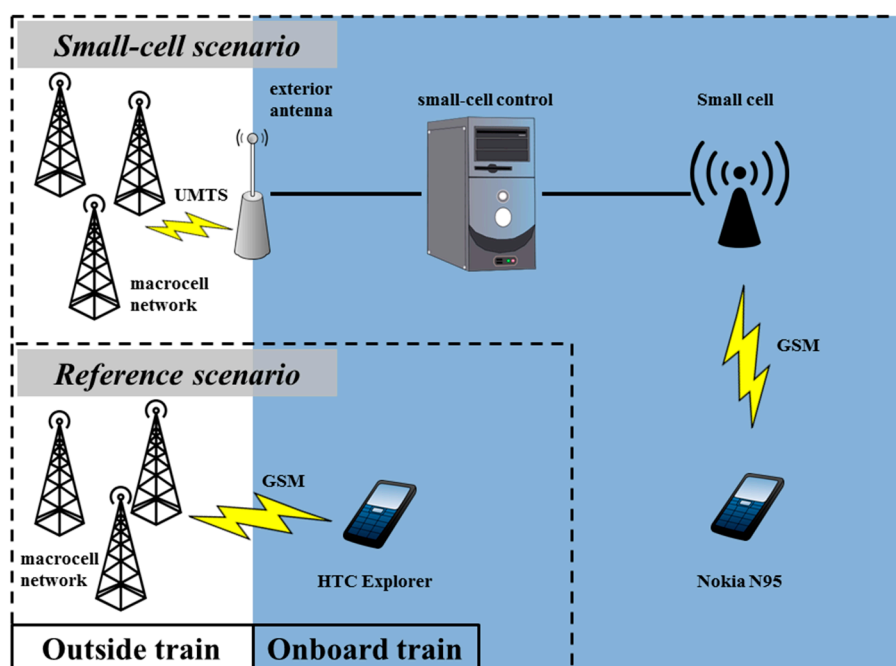 Small-cell scenario
exterior
antenna
small-cell control
Small cell
UMTS
macrocell
network
GSM
Reference scenario
GSM
macrocell
network
HTC Explorer
Nokia N95
Outside train
Onboard train